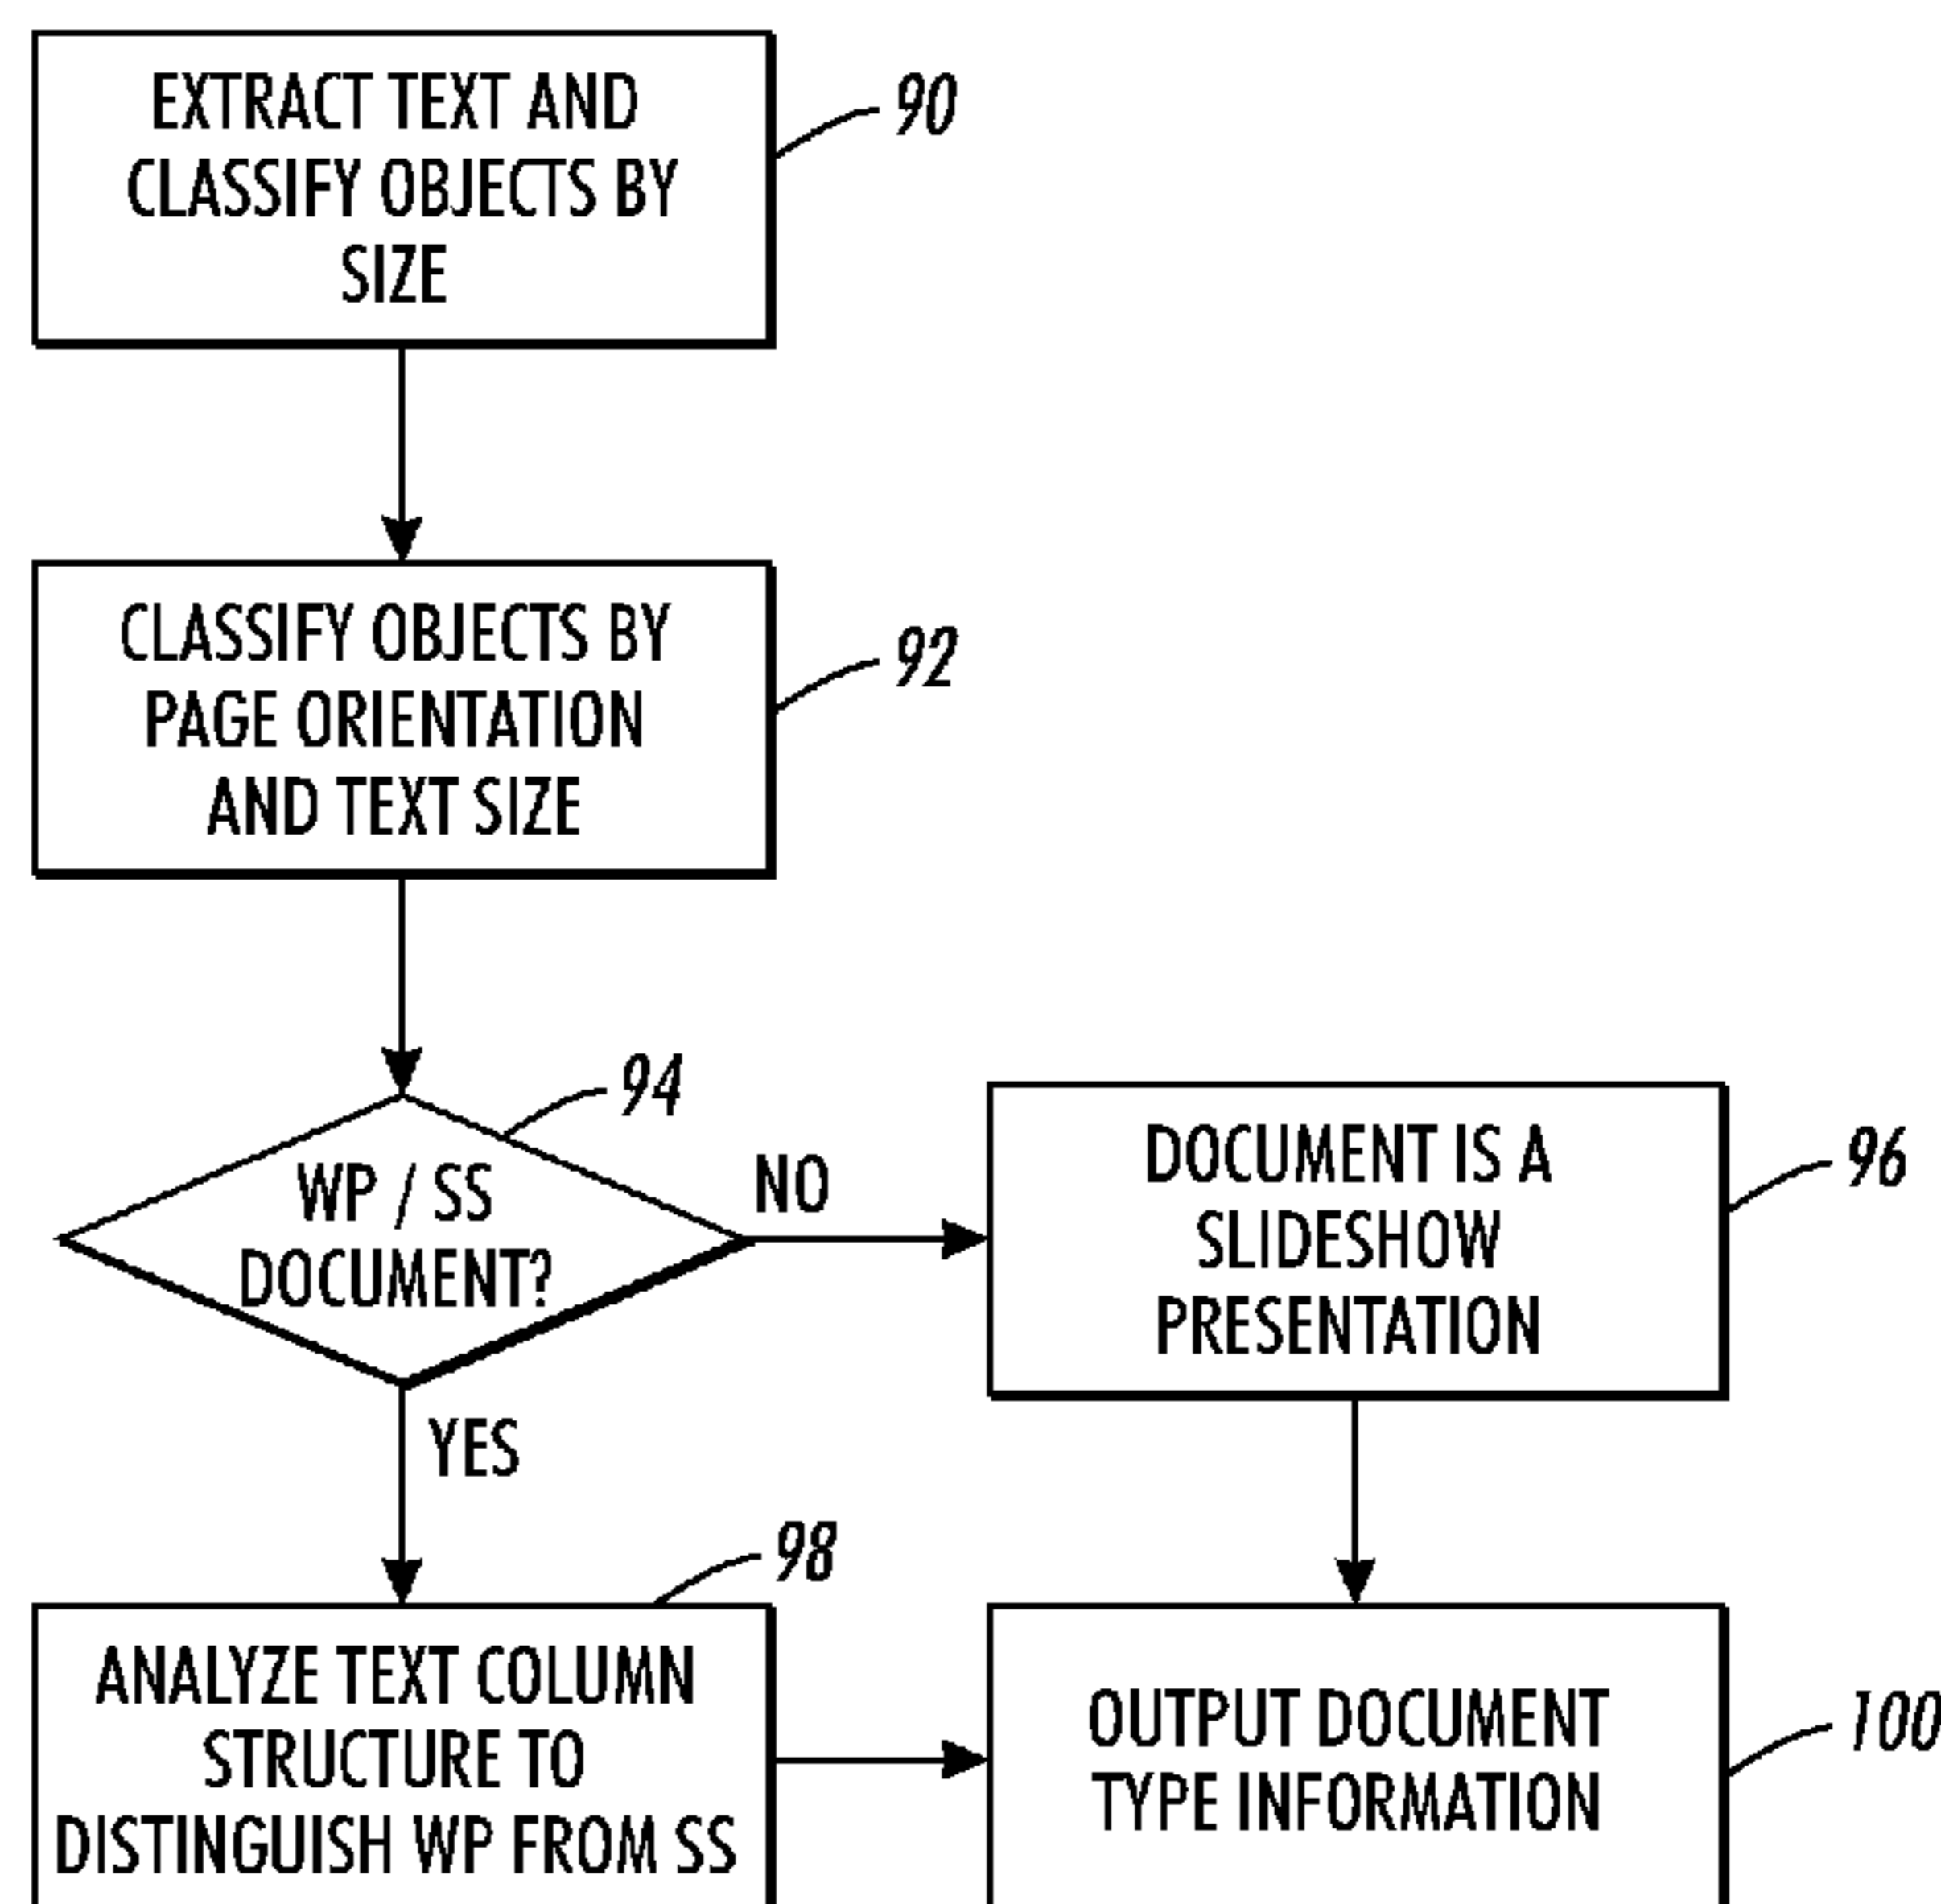 EXTRACT TEXT AND
CLASSIFY OBJECTS BY
SIZE
90
CLASSIFY OBJECTS BY
PAGE ORIENTATION
AND TEXT SIZE
92
94
WP / SS
DOCUMENT?
NO
YES
DOCUMENT IS A
SLIDESHOW
PRESENTATION
96
98
ANALYZE TEXT COLUMN
STRUCTURE TO
DISTINGUISH WP FROM SS
OUTPUT DOCUMENT
TYPE INFORMATION
100